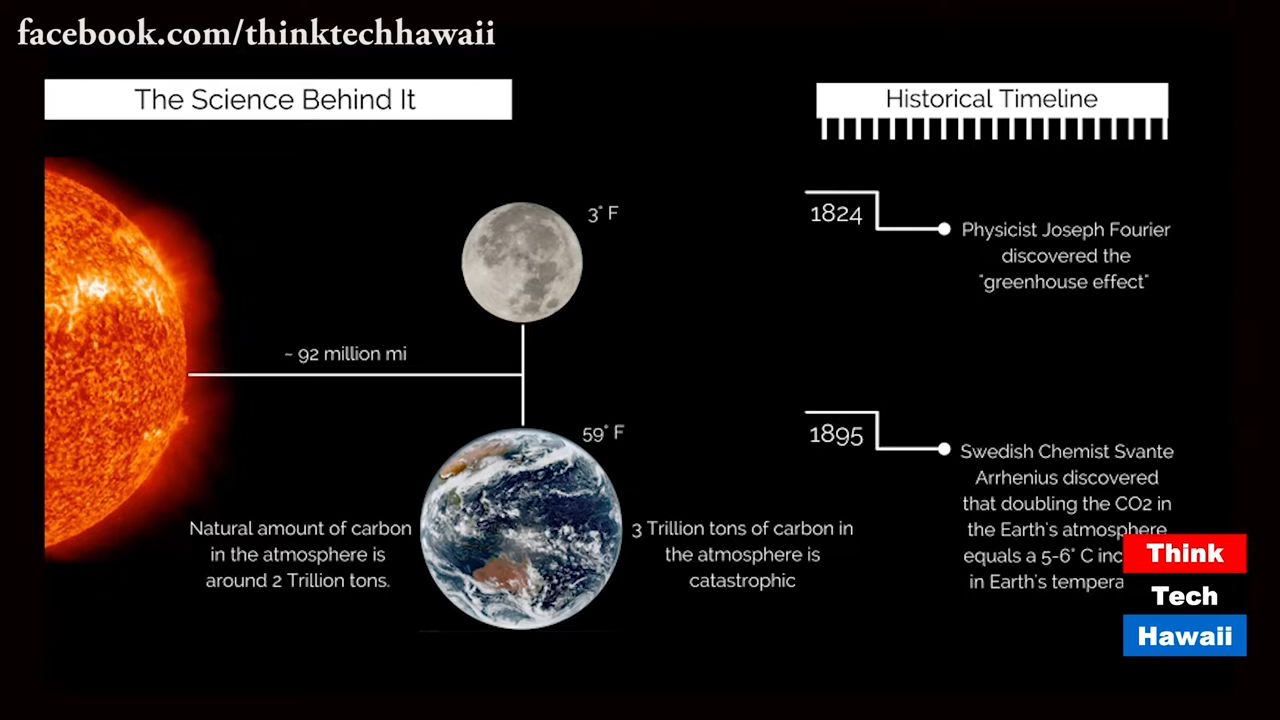 facebook.com/thinktechhawaii
The Science Behind It
Historical Timeline
3° F
~ 92 million mi
59° F
Natural amount of carbon
in the atmosphere is
around 2 Trillion tons.
3 Trillion tons of carbon in
the atmosphere is
catastrophic
1824
Physicist Joseph Fourier
discovered the
"greenhouse effect"
1895
Swedish Chemist Svante
Arrhenius discovered
that doubling the CO2 in
the Earth's atmosphere
equals a 5-6° C
in Earth's
Think
Tech
Hawaii